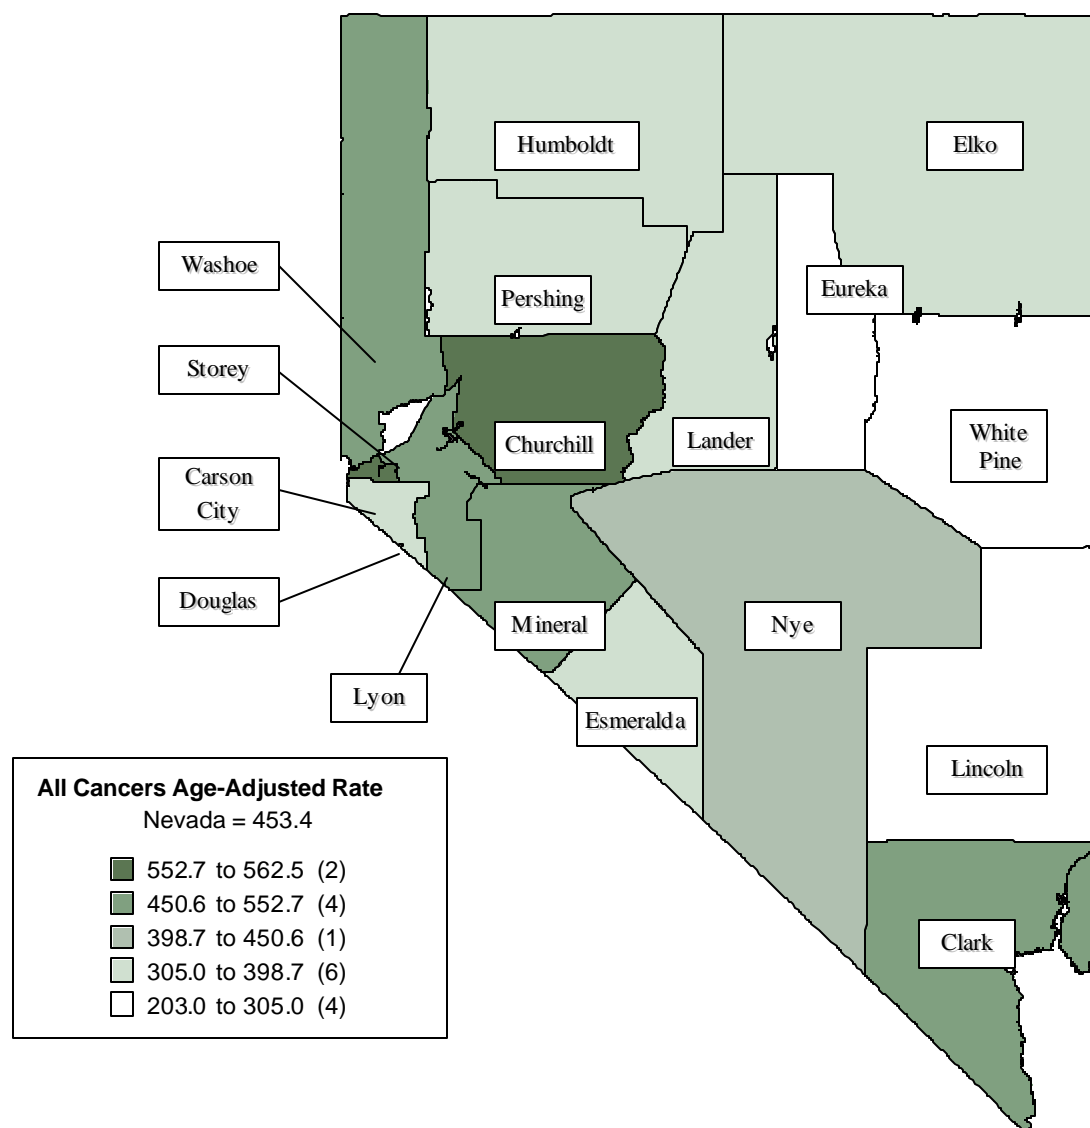 Humboldt
Elko
Washoe
Pershing
Eureka
Storey
Churchill
Lander
White
Pine
Carson
City
Douglas
Mineral
Nye
Lyon
Esmeralda
Lincoln
Clark
All Cancers Age-Adjusted Rate
Nevada = 453.4
552.7 to 562.5 (2)
450.6 to 552.7 (4)
398.7 to 450.6 (1)
305.0 to 398.7 (6)
203.0 to 305.0 (4)